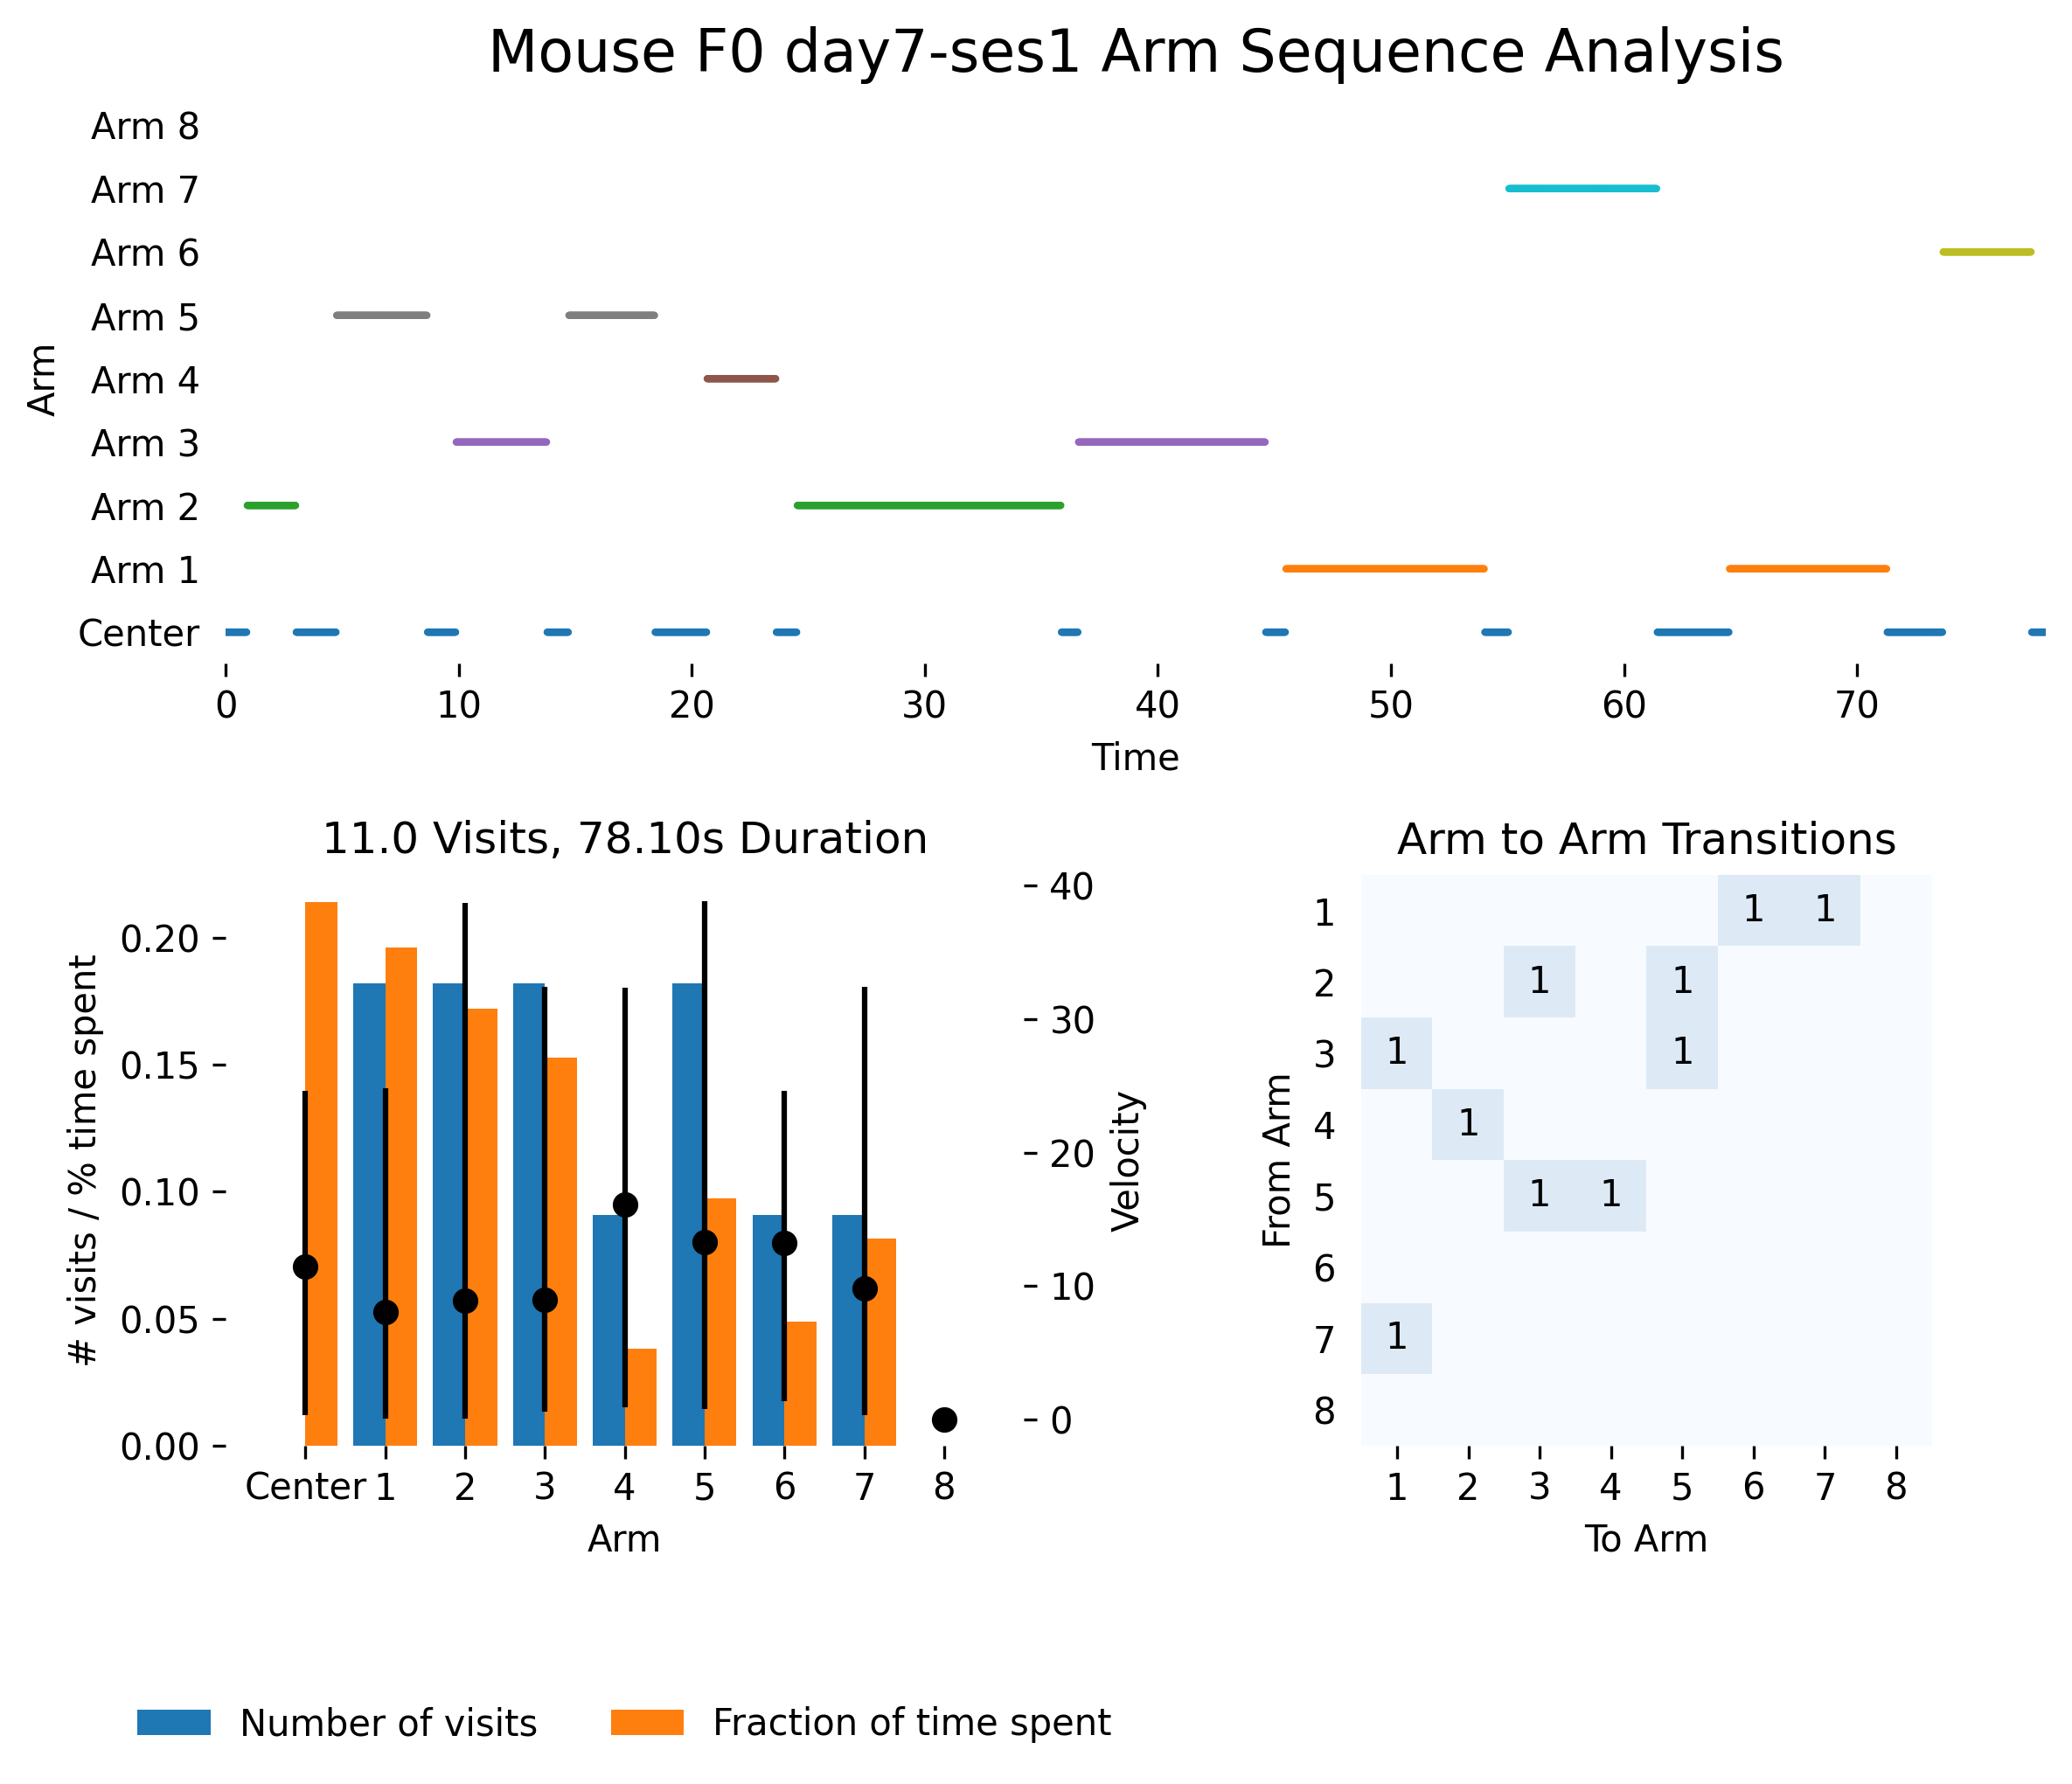 Mouse F0 day7-ses1 Arm Sequence Analysis
Arm 8
Arm 7
Arm 6
Arm 5
Arm 4
Arm 3
Arm 2
Arm 1
Center
Arm
0 10 20 30 40 50 60 70
Time
11.0 Visits, 78.10s Duration
0.20
0.15
0.10
0.05
0.00
# visits / % time spent
40
30
20
10
0
Velocity
Center 1 2 3 4 5 6 7 8
Arm
Arm to Arm Transitions
1 1 1
2 1 1
3 1 1
4 1
5 1 1
6
7 1
8
From Arm
1 2 3 4 5 6 7 8
To Arm
Number of visits
Fraction of time spent